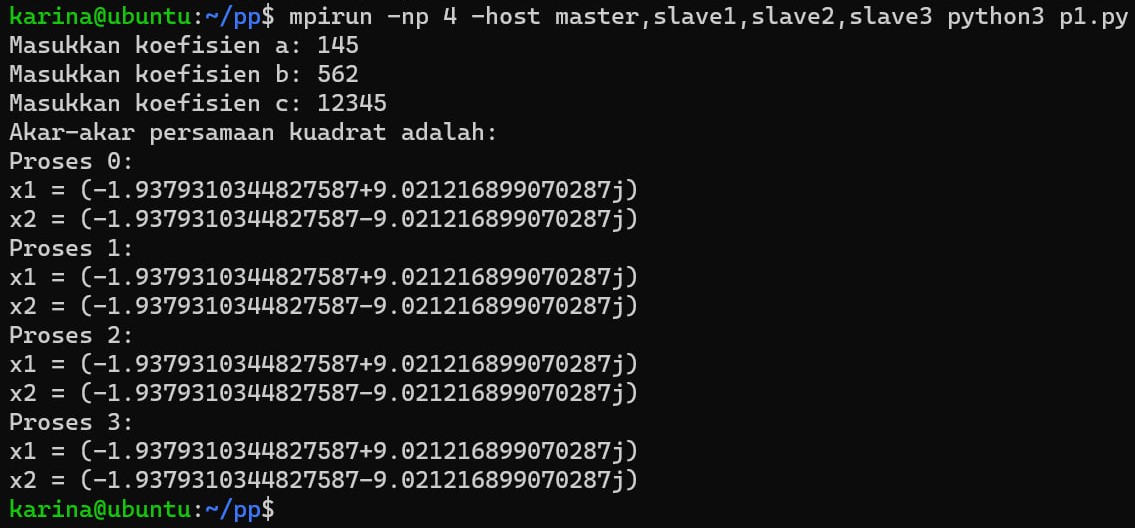 karina@ubuntu:~/pp$ mpirun -np 4 -host master,slave1,slave2,slave3 python3 p1.py
Masukkan koefisien a: 145
Masukkan koefisien b: 562
Masukkan koefisien c: 12345
Akar-akar persamaan kuadrat adalah:
Proses 0:
x1 = (-1.9379310344827587+9.021216899070287j)
x2 = (-1.9379310344827587-9.021216899070287j)
Proses 1:
x1 = (-1.9379310344827587+9.021216899070287j)
x2 = (-1.9379310344827587-9.021216899070287j)
Proses 2:
x1 = (-1.9379310344827587+9.021216899070287j)
x2 = (-1.9379310344827587-9.021216899070287j)
Proses 3:
x1 = (-1.9379310344827587+9.021216899070287j)
x2 = (-1.9379310344827587-9.021216899070287j)
karina@ubuntu:~/pp$